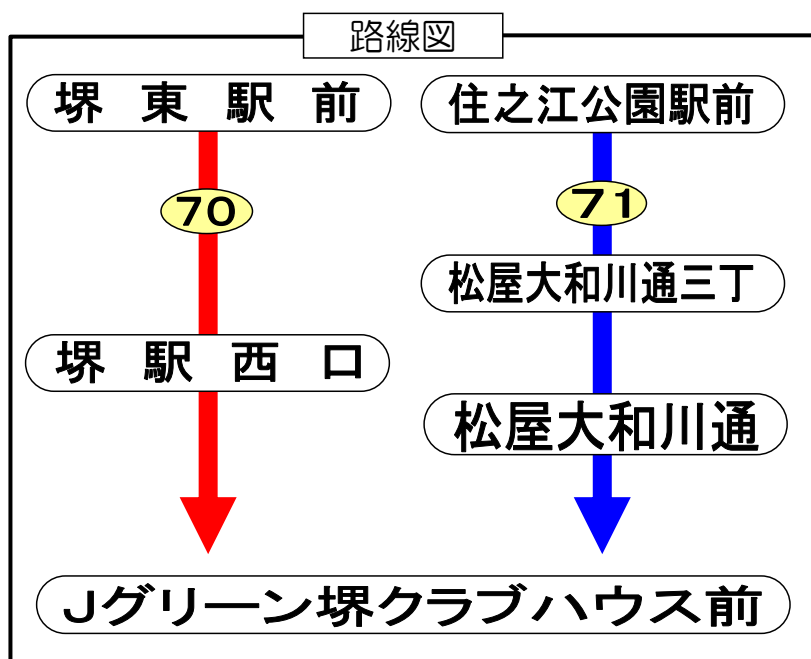 路線図
堺東駅前
住之江公園駅前
70
71
松屋大和川通三丁
堺駅西口
松屋大和川通
Jグリーン堺クラブハウス前